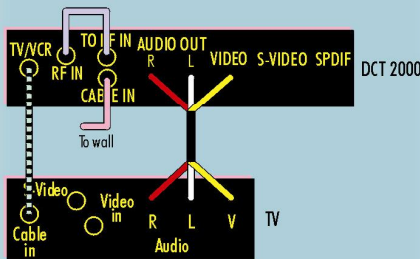 TV/VCR
RF IN
TO RF IN
CABLE IN
AUDIO OUT
R L
VIDEO
S-VIDEO
SPDIF
DCT 2000
To wall
S-Video
Video in
Cable in
R L V
Audio
TV